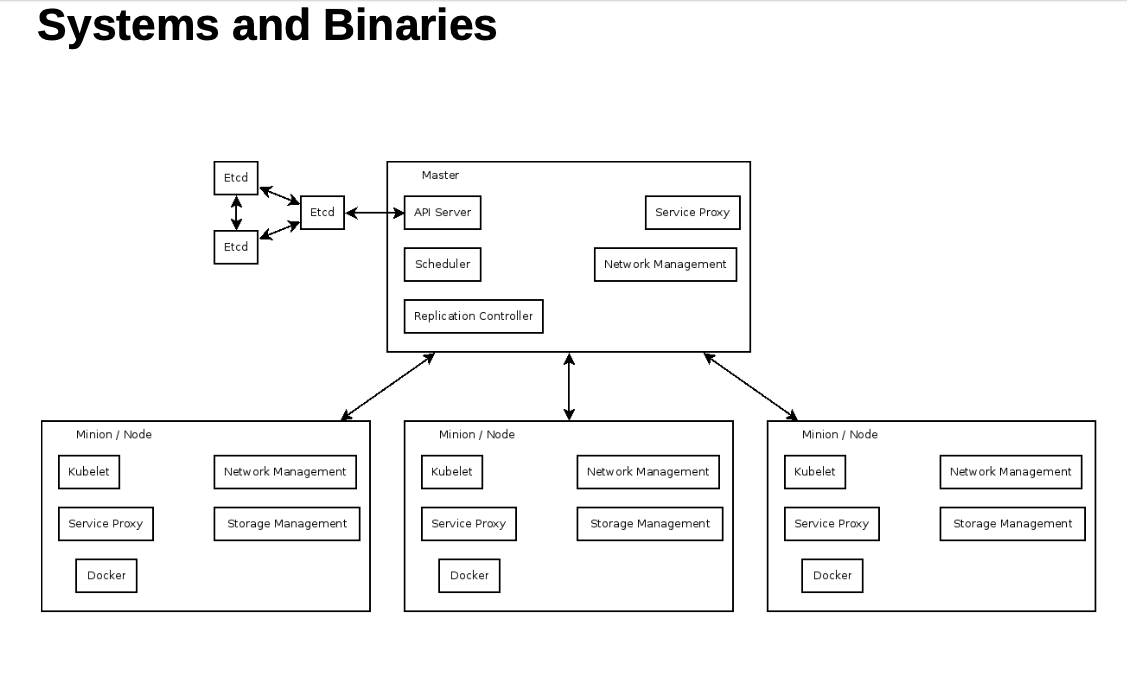 Systems and Binaries
Etcd
Etcd
Etcd
Master
API Server
Service Proxy
Scheduler
Network Management
Replication Controller
Minion / Node
Kubelet
Network Management
Service Proxy
Storage Management
Docker
Minion / Node
Kubelet
Network Management
Service Proxy
Storage Management
Docker
Minion / Node
Kubelet
Network Management
Service Proxy
Storage Management
Docker